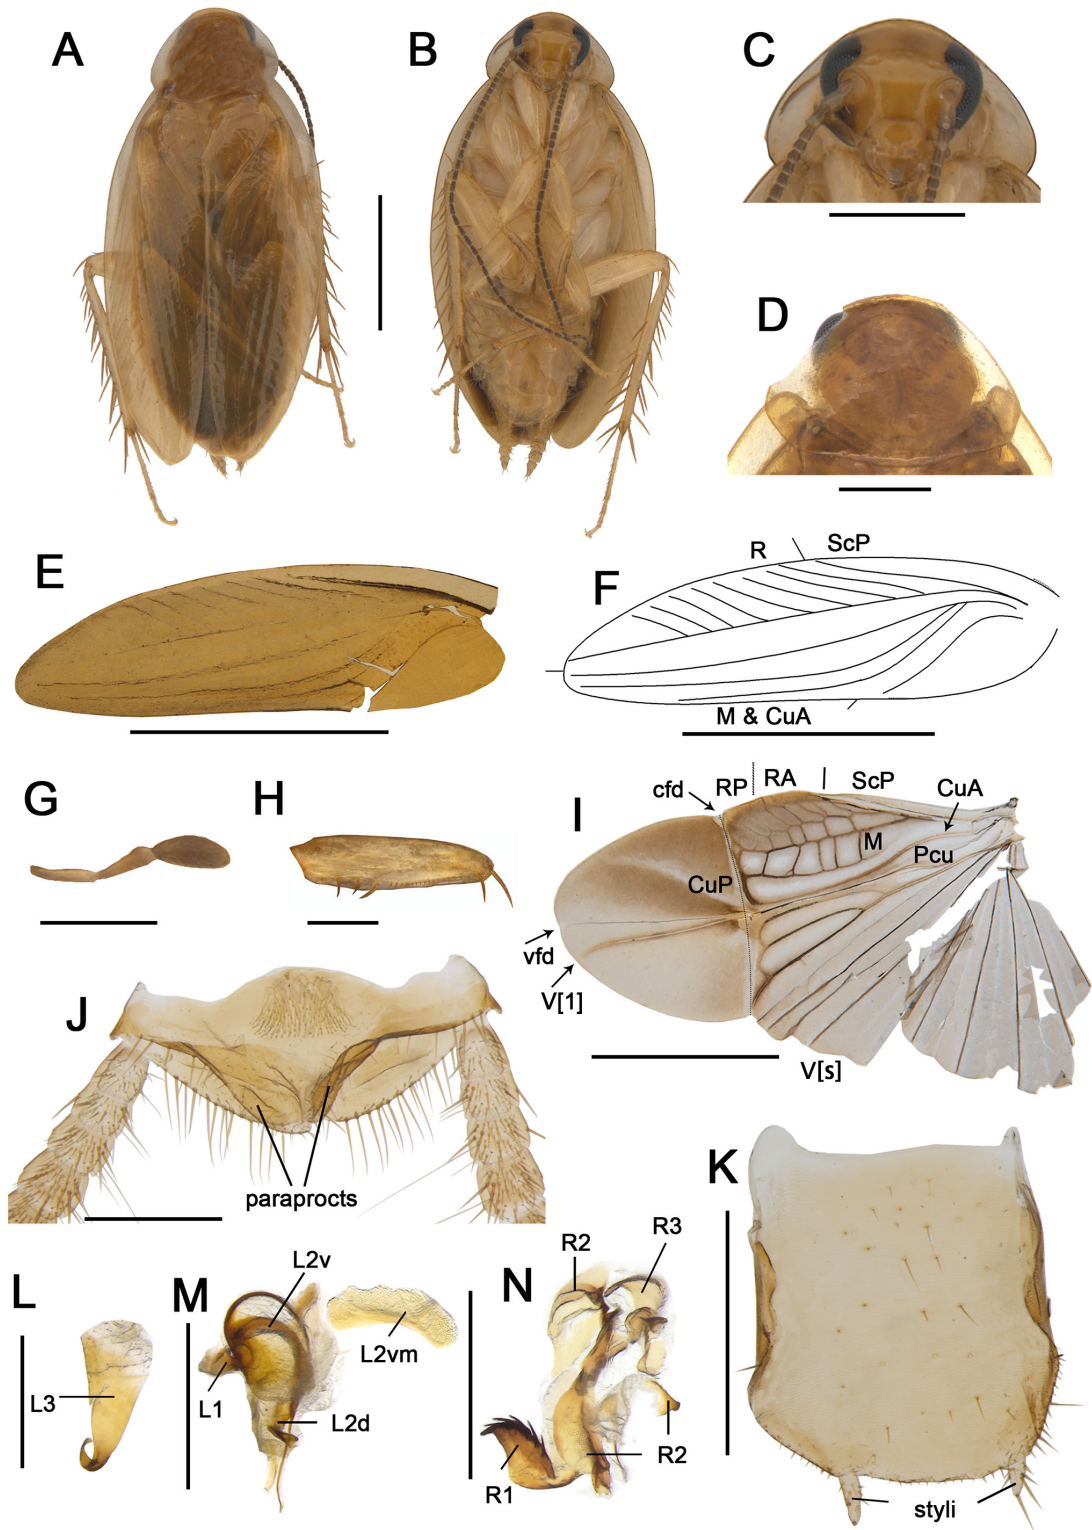 A
B
C
D
E
R
ScP
F
M & CuA
G
H
I
cfd
RP
RA
ScP
CuA
M
Pcu
CuP
vfd
V[1]
V[s]
J
paraprocts
K
styli
L
L3
M
L2v
L2vm
L1
L2d
N
R2
R3
R1
R2